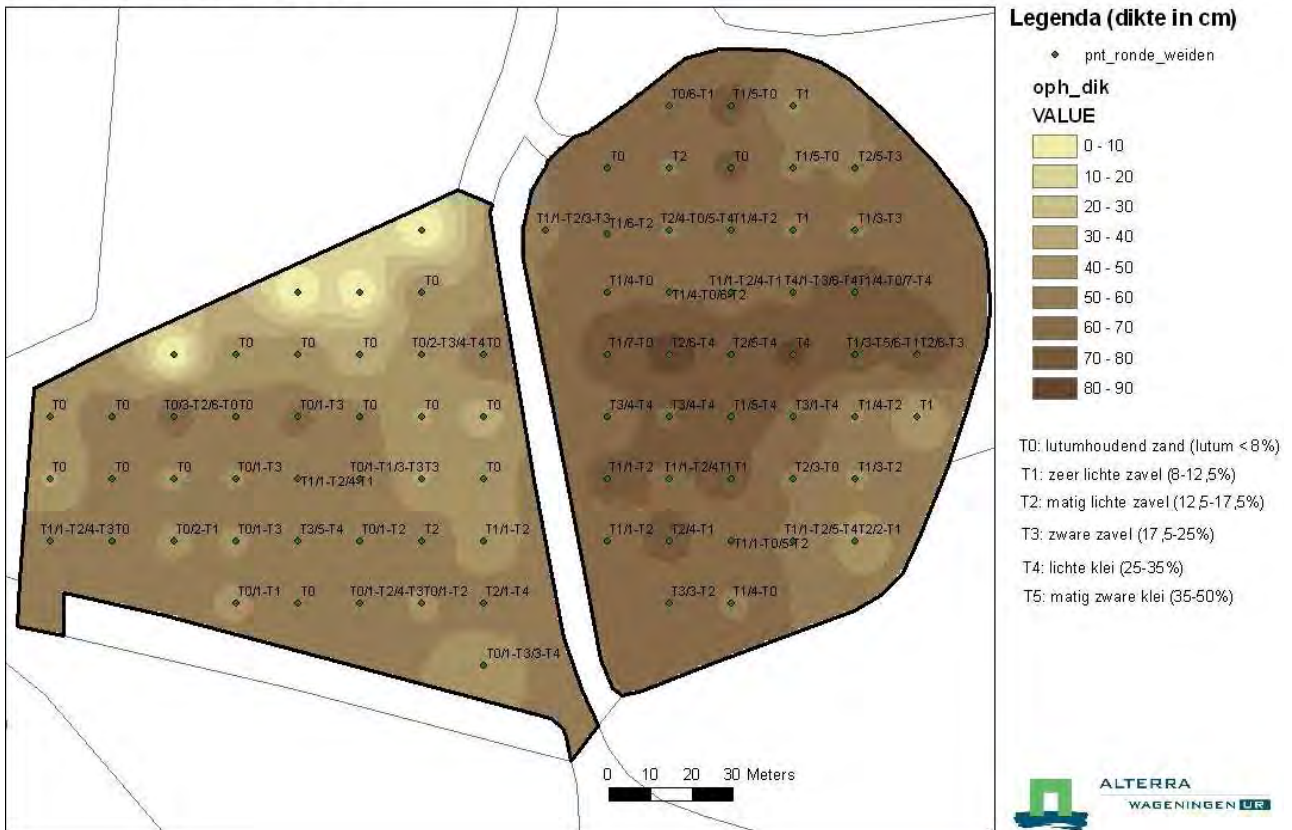 Legenda (dikte in cm)
pnt_ronde_weiden
oph_dik
VALUE
0 - 10
10 - 20
20 - 30
30 - 40
40 - 50
50 - 60
60 - 70
70 - 80
80 - 90
T0: lutumhoudend zand (lutum <8%)
T1: zeer lichte zavel (8-12,5%)
T2: matig lichte zavel (12,5-17,5%)
T3: zware zavel (17,5-25%)
T4: lichte klei (25-35%)
T5: matig zware klei (35-50%)
T0/6-T1 T1/5-T0 T1
T0 T2 T0 T1/5-T0 T2/5-T3
T1/1-T2/3-T3 T1/6-T2 T2/4-T0/5-T4 T1/4-T2 T1 T1/3-T3
T0 T1/4-T0 T1/4-T0/6-T2 T1/1-T2/4-T1 T4/1-T3/6-T4 T1/4-T0/7-T4
T0 T0 T0 T0/2-T3/4-T4 T0 T1/7-T0 T2/6-T4 T2/5-T4 T4 T1/3-T5/6-T1 T2/6-T3
T0 T0 T0/3-T2/6-T0 T0 T0/1-T3 T0 T0 T0 T3/4-T4 T3/4-T4 T1/5-T4 T3/1-T4 T1/4-T2 T1
T0 T0 T0 T0/1-T3 T1/1-T2/4-T1 T0/1-T1/3-T3 T3 T0 T1/1-T2 T1/1-T2/4T1 T1 T2/3-T0 T1/3-T2
T1/1-T2/4-T3 T0 T0/2-T1 T0/1-T3 T3/5-T4 T0/1-T2 T2 T1/1-T2 T1/1-T2 T2/4-T1 T1/1-T0/5-T2 T1/1-T2/5-T4 T2/2-T1
T0/1-T1 T0 T0/1-T2/4-T3 T0/1-T2 T2/1-T4 T3/3-T2 T1/4-T0
T0/1-T3/3-T4
0 10 20 30 Meters
ALTERRA
WAGENINGEN UR